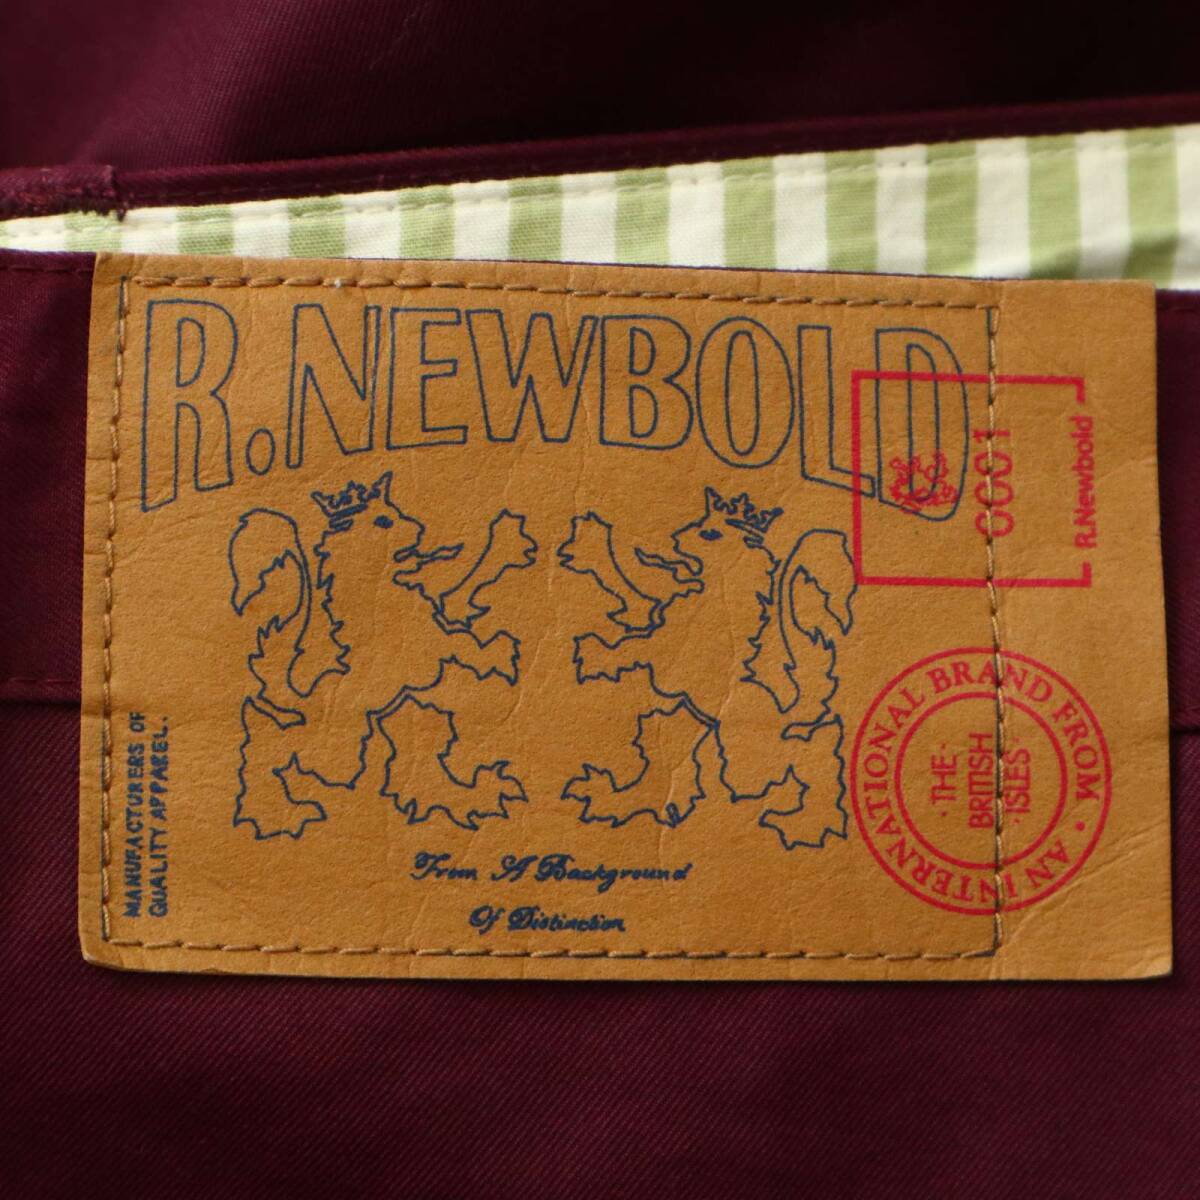 R.NEWBOLD
0001
R.Newbold
MANUFACTURERS OF
QUALITY APPAREL.
From A Background
Of Distinction
AN INTERNATIONAL BRAND FROM
·THE·
BRITISH
·ISLES·